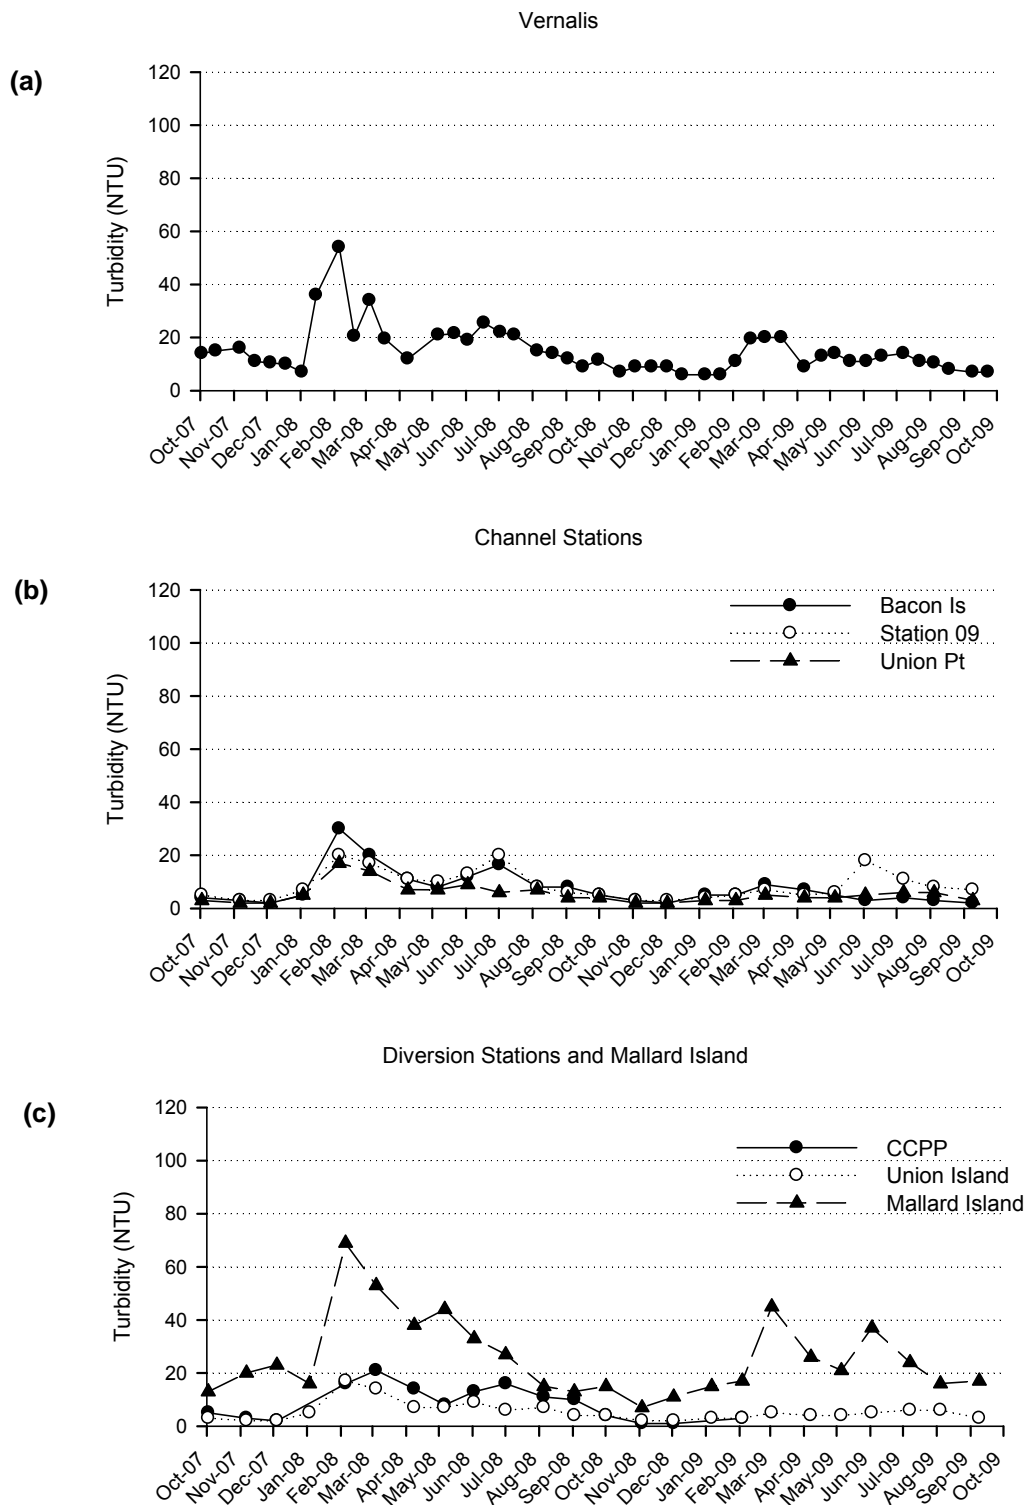 Vernalis
(a)
Turbidity (NTU)
120
100
80
60
40
20
0
Oct-07
Nov-07
Dec-07
Jan-08
Feb-08
Mar-08
Apr-08
May-08
Jun-08
Jul-08
Aug-08
Sep-08
Oct-08
Nov-08
Dec-08
Jan-09
Feb-09
Mar-09
Apr-09
May-09
Jun-09
Jul-09
Aug-09
Sep-09
Oct-09
Channel Stations
(b)
Turbidity (NTU)
120
100
80
60
40
20
0
Bacon Is
Station 09
Union Pt
Oct-07
Nov-07
Dec-07
Jan-08
Feb-08
Mar-08
Apr-08
May-08
Jun-08
Jul-08
Aug-08
Sep-08
Oct-08
Nov-08
Dec-08
Jan-09
Feb-09
Mar-09
Apr-09
May-09
Jun-09
Jul-09
Aug-09
Sep-09
Oct-09
Diversion Stations and Mallard Island
(c)
Turbidity (NTU)
120
100
80
60
40
20
0
CCPP
Union Island
Mallard Island
Oct-07
Nov-07
Dec-07
Jan-08
Feb-08
Mar-08
Apr-08
May-08
Jun-08
Jul-08
Aug-08
Sep-08
Oct-08
Nov-08
Dec-08
Jan-09
Feb-09
Mar-09
Apr-09
May-09
Jun-09
Jul-09
Aug-09
Sep-09
Oct-09